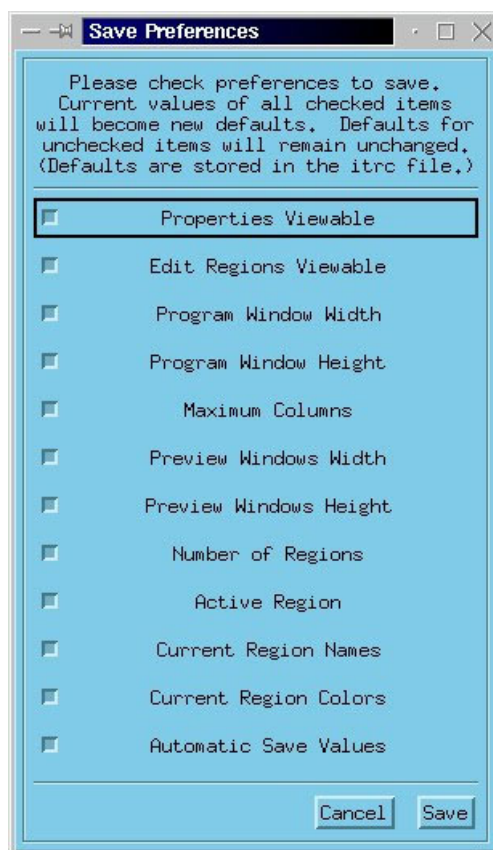 Save Preferences
Please check preferences to save.
Current values of all checked items
will become new defaults.  Defaults for
unchecked items will remain unchanged.
(Defaults are stored in the itrc file.)
Properties Viewable
Edit Regions Viewable
Program Window Width
Program Window Height
Maximum Columns
Preview Windows Width
Preview Windows Height
Number of Regions
Active Region
Current Region Names
Current Region Colors
Automatic Save Values
Cancel Save